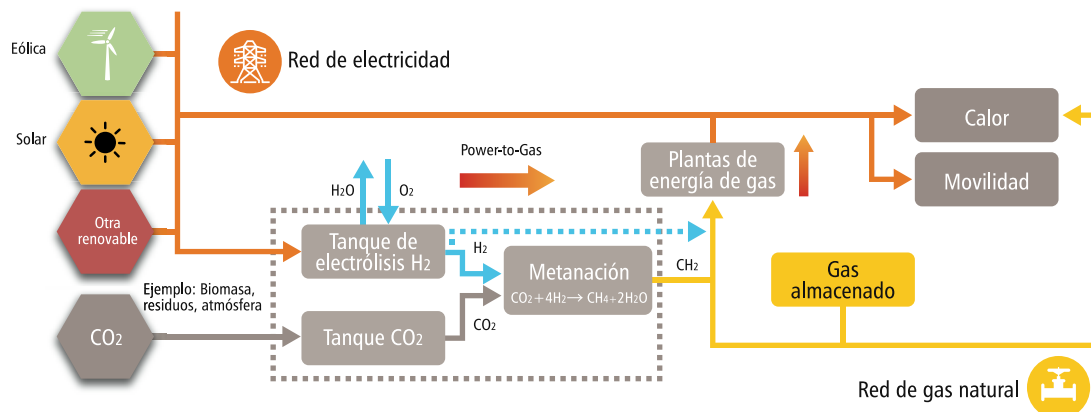 Eólica
Red de electricidad
Solar
Calor
Power-to-Gas
Plantas de
energía de gas
Movilidad
H2O
O2
Otra
renovable
Tanque de
electrólisis H2
H2
Metanación
CO2+4H2→ CH4+2H2O
CH2
Gas
almacenado
Ejemplo: Biomasa,
residuos, atmósfera
CO2
Tanque CO2
CO2
Red de gas natural